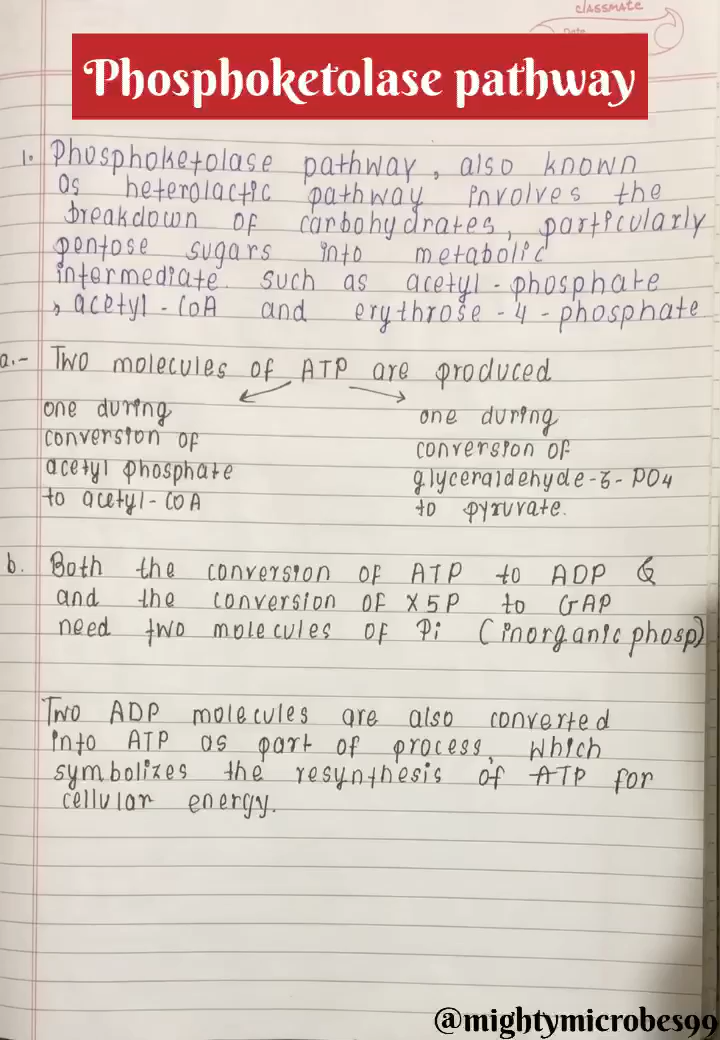 classmate
Date
Phosphoketolase pathway
1. Phosphoketolase pathway, also known
as heterolactic pathway involves the
breakdown of carbohydrates, particularly
pentose sugars into metabolic
intermediate such as acetyl-phosphate
, acetyl-CoA and erythrose-4-phosphate
a.- Two molecules of ATP are produced
one during
conversion of
acetyl phosphate
to acetyl-COA
one during
conversion of
glyceraldehyde-3-PO4
to pyruvate.
b. Both the conversion of ATP to ADP &
and the conversion of X5P to GAP
need two molecules of Pi (inorganic phosp)
Two ADP molecules are also converted
into ATP as part of process, which
symbolizes the resynthesis of ATP for
cellular energy.
@mightymicrobes99